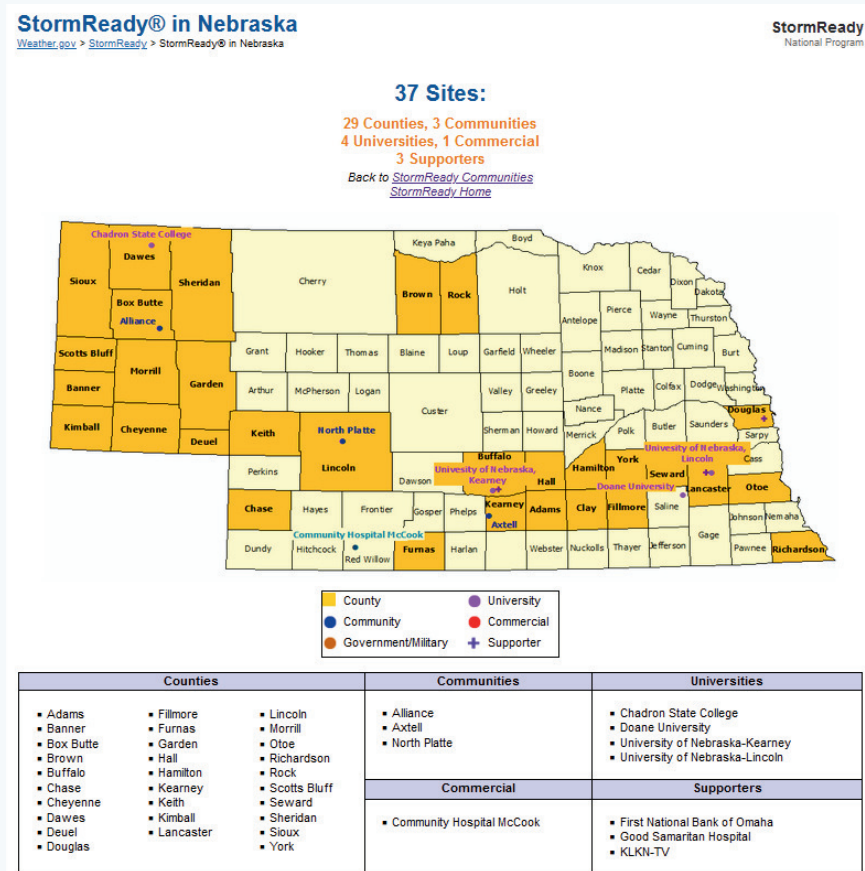 StormReady® in Nebraska
Weather.gov > StormReady > StormReady® in Nebraska
StormReady
National Program
37 Sites:
29 Counties, 3 Communities
4 Universities, 1 Commercial
3 Supporters
Back to StormReady Communities
StormReady Home
Chadron State College
Dawes
Sioux
Sheridan
Box Butte
Alliance
Cherry
Keya Paha
Boyd
Brown
Rock
Holt
Knox
Cedar
Dixon
Dakota
Antelope
Pierce
Wayne
Thurston
Scotts Bluff
Banner
Kimball
Morrill
Cheyenne
Garden
Deuel
Grant
Hooker
Thomas
Blaine
Loup
Garfield
Wheeler
Madison
Stanton
Cuming
Burt
Arthur
McPherson
Logan
Custer
Valley
Greeley
Boone
Platte
Colfax
Dodge
Washington
Nance
Keith
North Platte
Lincoln
Sherman
Howard
Merrick
Polk
Butler
Saunders
Douglas
Sarpy
Cass
Perkins
Dawson
Buffalo
University of Nebraska,
Kearney
Hall
Hamilton
York
Seward
University of Nebraska,
Lincoln
Lancaster
Otoe
Doane University
Chase
Hayes
Frontier
Gosper
Phelps
Kearney
Axtell
Adams
Clay
Fillmore
Saline
Johnson
Nemaha
Community Hospital McCook
Dundy
Hitchcock
Red Willow
Furnas
Harlan
Webster
Nuckolls
Thayer
Jefferson
Gage
Pawnee
Richardson
County
University
Community
Commercial
Government/Military
Supporter
Counties
Adams
Banner
Box Butte
Brown
Buffalo
Chase
Cheyenne
Dawes
Deuel
Douglas
Fillmore
Furnas
Garden
Hall
Hamilton
Kearney
Keith
Kimball
Lancaster
Lincoln
Morrill
Otoe
Richardson
Rock
Scotts Bluff
Seward
Sheridan
Sioux
York
Communities
Alliance
Axtell
North Platte
Universities
Chadron State College
Doane University
University of Nebraska-Kearney
University of Nebraska-Lincoln
Commercial
Community Hospital McCook
Supporters
First National Bank of Omaha
Good Samaritan Hospital
KLKN-TV